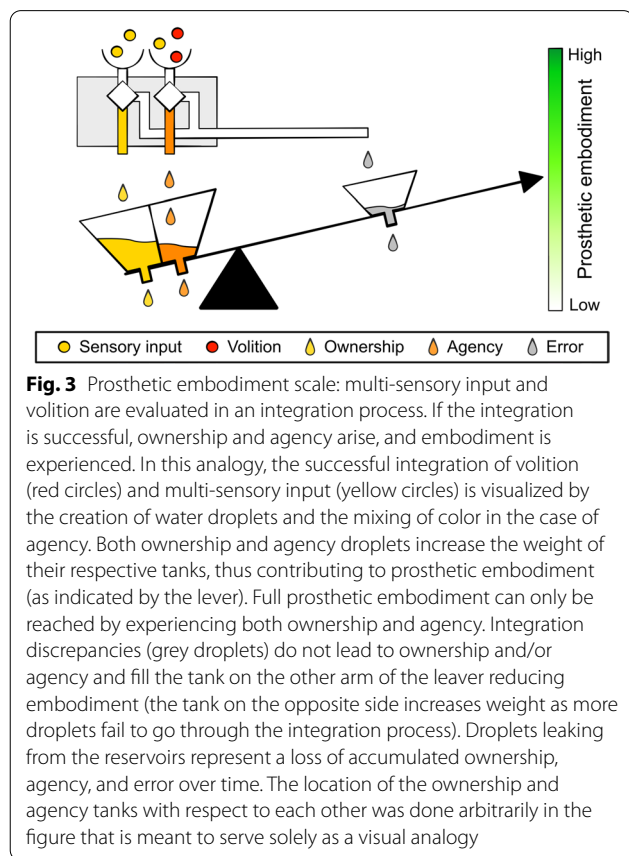 High
Prosthetic embodiment
Low
Sensory input Volition Ownership Agency Error
Fig. 3 Prosthetic embodiment scale: multi-sensory input and
volition are evaluated in an integration process. If the integration
is successful, ownership and agency arise, and embodiment is
experienced. In this analogy, the successful integration of volition
(red circles) and multi-sensory input (yellow circles) is visualized by
the creation of water droplets and the mixing of color in the case of
agency. Both ownership and agency droplets increase the weight of
their respective tanks, thus contributing to prosthetic embodiment
(as indicated by the lever). Full prosthetic embodiment can only be
reached by experiencing both ownership and agency. Integration
discrepancies (grey droplets) do not lead to ownership and/or
agency and fill the tank on the other arm of the leaver reducing
embodiment (the tank on the opposite side increases weight as more
droplets fail to go through the integration process). Droplets leaking
from the reservoirs represent a loss of accumulated ownership,
agency, and error over time. The location of the ownership and
agency tanks with respect to each other was done arbitrarily in the
figure that is meant to serve solely as a visual analogy